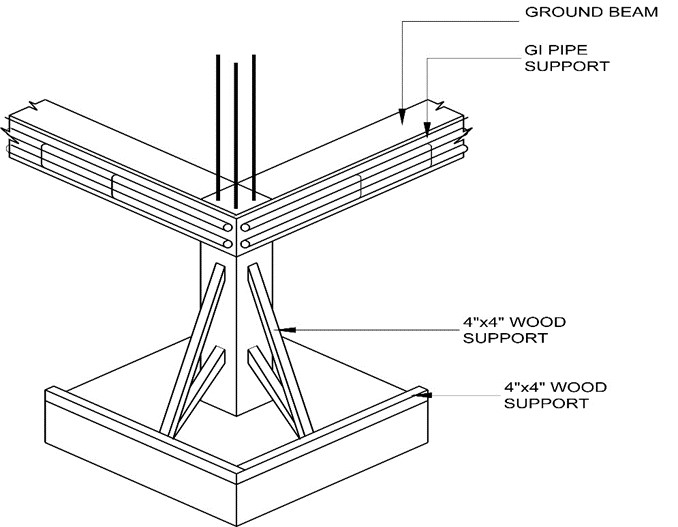 GROUND BEAM
GI PIPE
SUPPORT
4"x4" WOOD
SUPPORT
4"x4" WOOD
SUPPORT